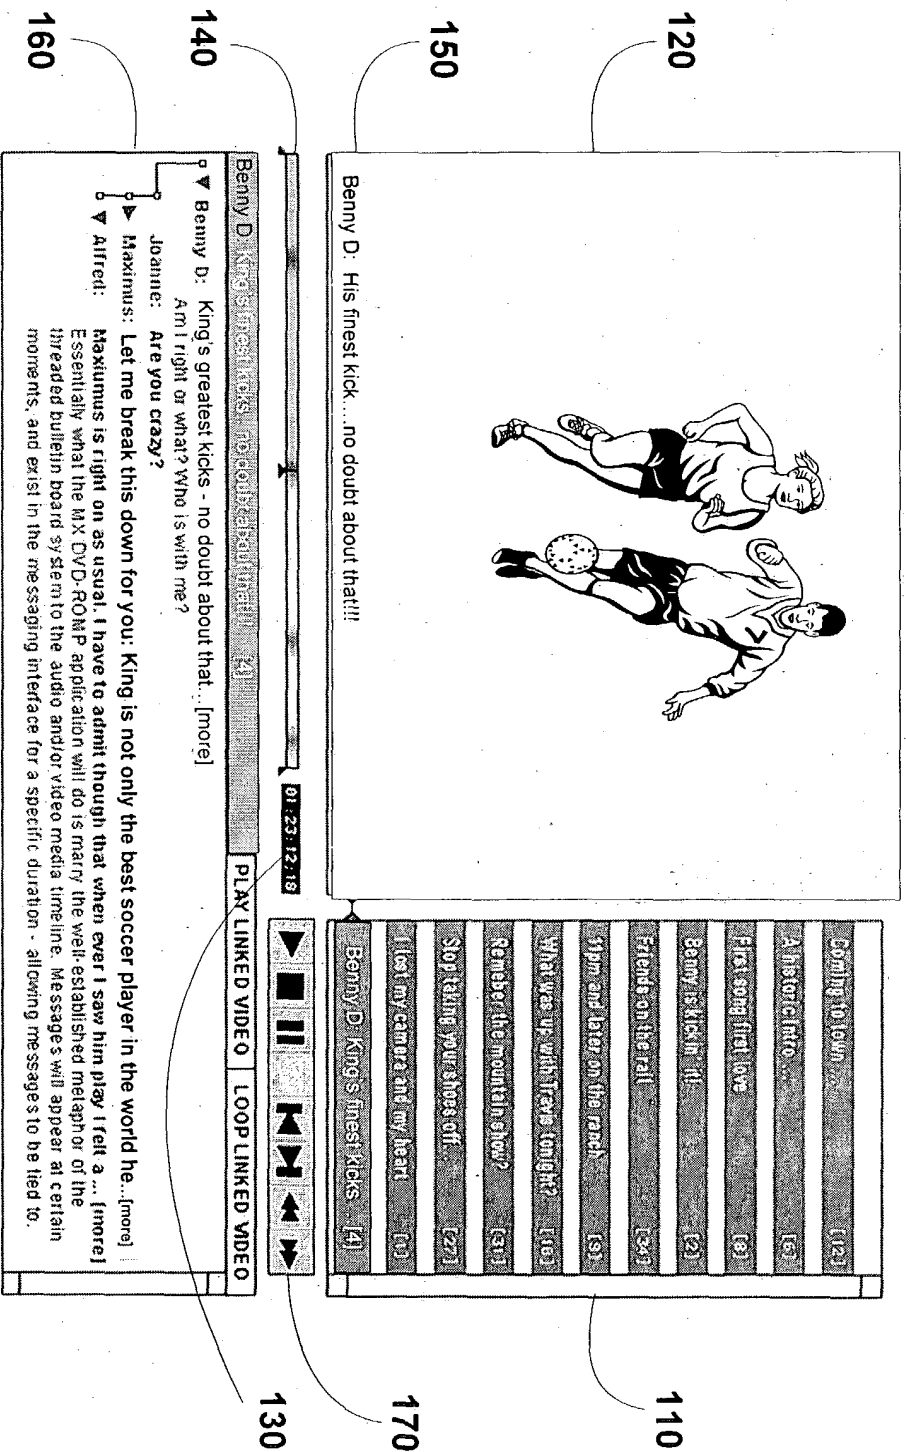 120
150
140
160
Benny D: His finest kick ... no doubt about that!!!
Coming to town ... [12]
A historic intro ... [5]
First song first love [8]
Benny is kickin' it! [2]
Friends on the rail [34]
11pm and later on the ranch [9]
What was up with Trevis tonight? [16]
Remeber the mountain show? [31]
Stop taking your shoes off... [27]
I lost my camera and my heart [1]
Benny D: King's finest kicks... [4]
01:23:12:18
Benny D: King's finest kicks... no doubt about that!!! [4]
PLAY LINKED VIDEO
LOOP LINKED VIDEO
Benny D: King's greatest kicks - no doubt about that... [more]
Am I right or what? Who is with me?
Joanne: Are you crazy?
Maximus: Let me break this down for you: King is not only the best soccer player in the world he...[more]
Alfred: Maxiumus is right on as usual. I have to admit though that when ever I saw him play I felt a ... [more]
Essentially what the MX DVD-ROMP application will do is marry the well-established metaphor of the
threaded bulletin board system to the audio and/or video media timeline. Messages will appear at certain
moments, and exist in the messaging interface for a specific duration - allowing messages to be tied to
110
170
130